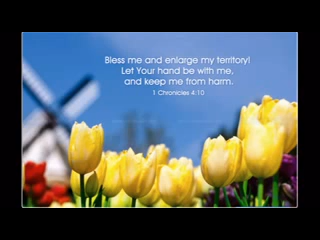 Bless me and enlarge my territory!
Let Your hand be with me,
and keep me from harm.
1 Chronicles 4:10